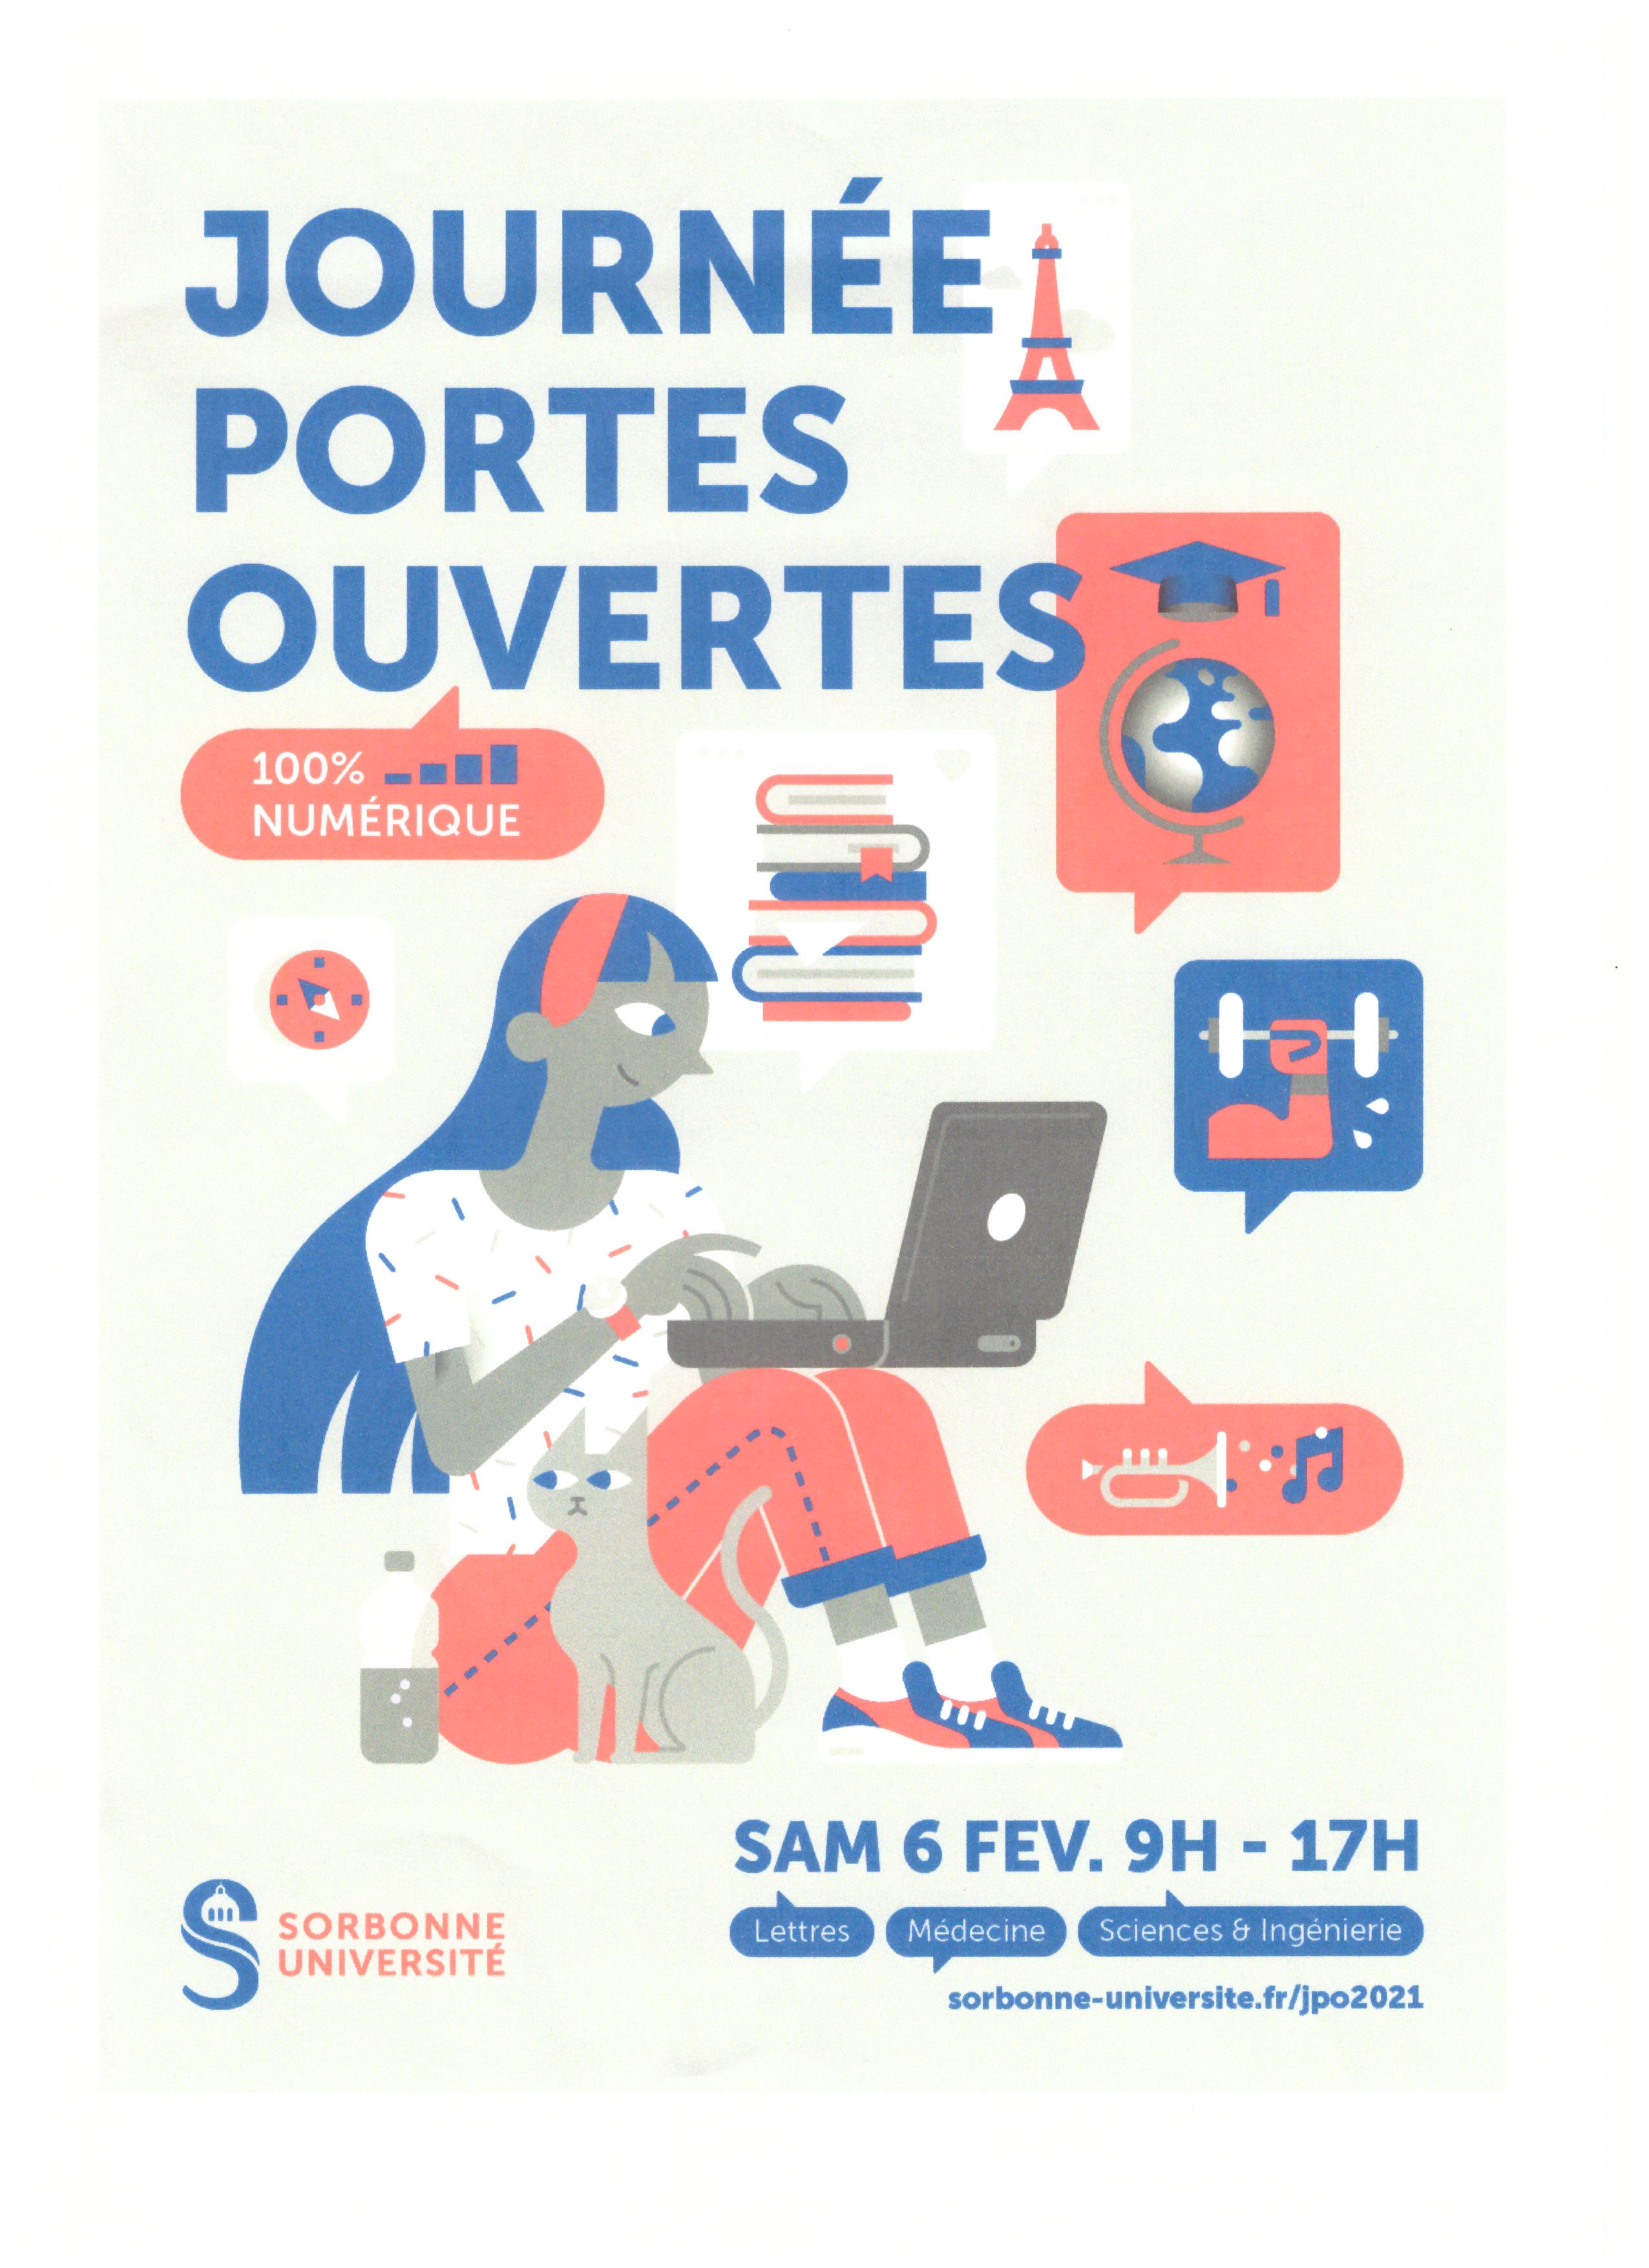 JOURNÉE
PORTES
OUVERTES
100%
NUMÉRIQUE
SAM 6 FEV. 9H - 17H
Lettres Médecine Sciences & Ingénierie
sorbonne-universite.fr/jpo2021
SORBONNE
UNIVERSITÉ